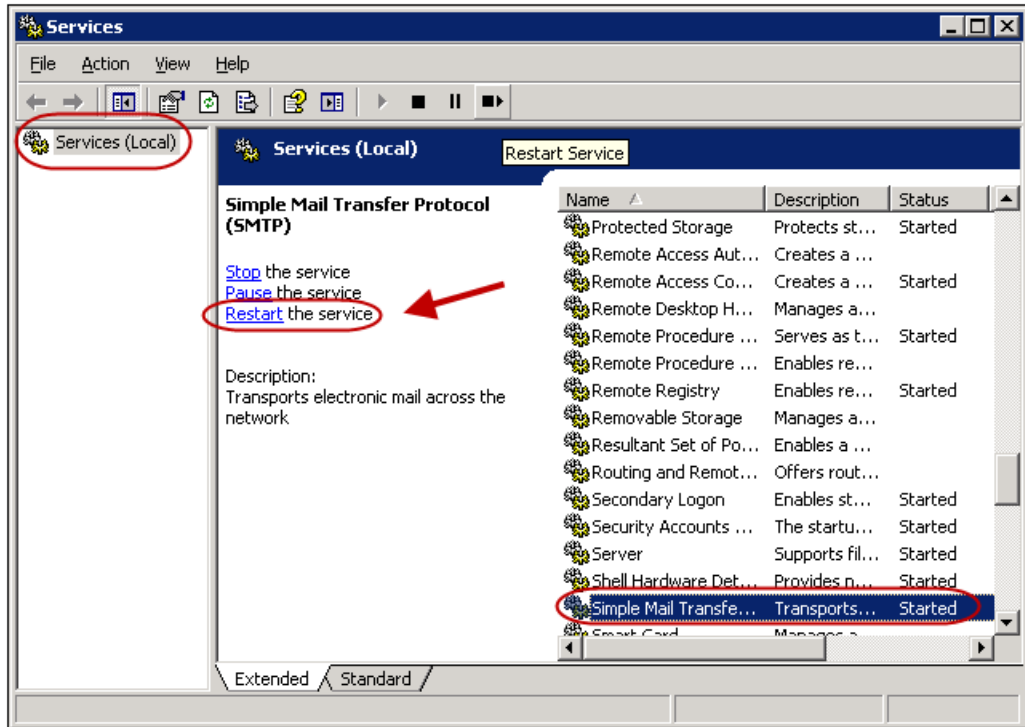 Services
File Action View Help
Services (Local)
Services (Local)
Restart Service
Simple Mail Transfer Protocol
(SMTP)
Stop the service
Pause the service
Restart the service
Description:
Transports electronic mail across the
network
Name Description Status
Protected Storage Protects st... Started
Remote Access Aut... Creates a ...
Remote Access Co... Creates a ... Started
Remote Desktop H... Manages a...
Remote Procedure ... Serves as t... Started
Remote Procedure ... Enables re...
Remote Registry Enables re... Started
Removable Storage Manages a...
Resultant Set of Po... Enables a ...
Routing and Remot... Offers rout...
Secondary Logon Enables st... Started
Security Accounts ... The startu... Started
Server Supports fil... Started
Shell Hardware Det... Provides n... Started
Simple Mail Transfe... Transports... Started
Smart Card Manages a
Extended Standard